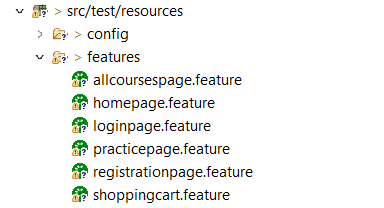 > src/test/resources
> config
> features
allcoursespage.feature
homepage.feature
loginpage.feature
practicepage.feature
registrationpage.feature
shoppingcart.feature